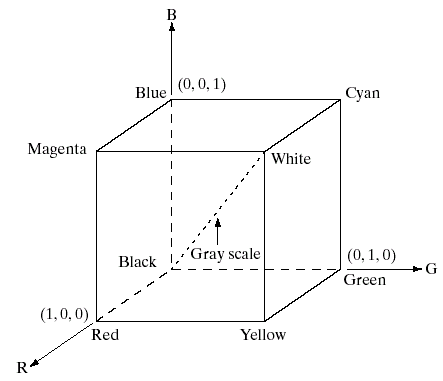 B
Blue
(0, 0, 1)
Cyan
Magenta
White
Black
Gray scale
(0, 1, 0)
G
Green
(1, 0, 0)
Red
Yellow
R